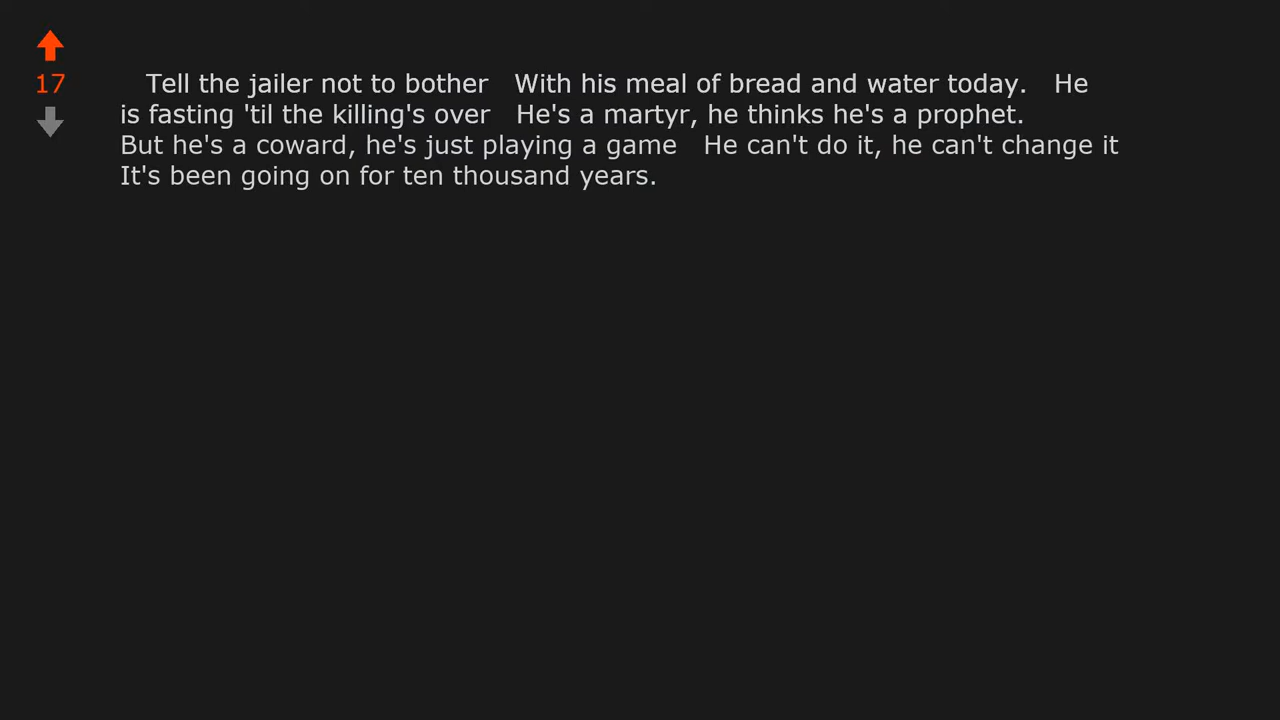 17
Tell the jailer not to bother   With his meal of bread and water today.   He
is fasting 'til the killing's over   He's a martyr, he thinks he's a prophet.
But he's a coward, he's just playing a game   He can't do it, he can't change it
It's been going on for ten thousand years.